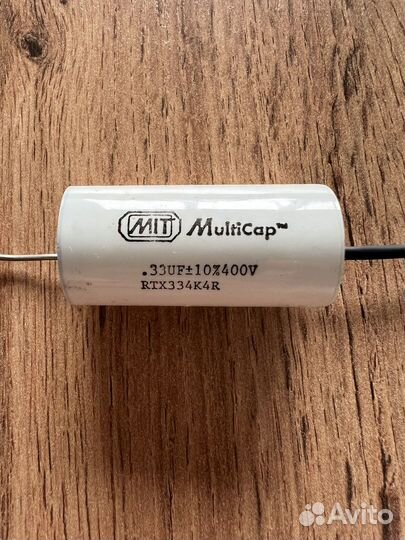 MIT MultiCap™
.33UF±10%400V
RTX334K4R
Avito